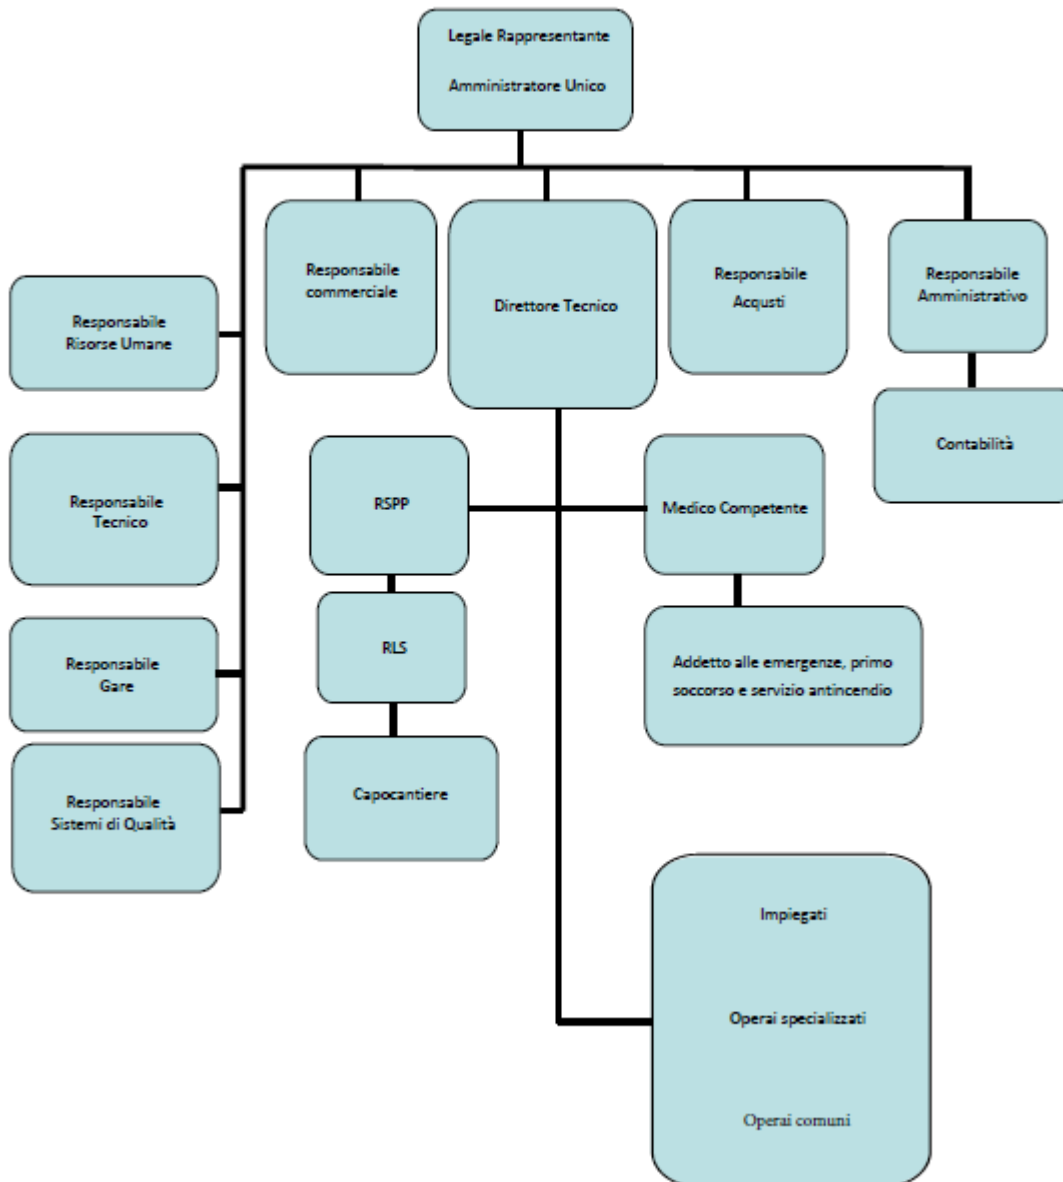 Legale Rappresentante
Amministratore Unico
Responsabile
commerciale
Direttore Tecnico
Responsabile
Acqusti
Responsabile
Amministrativo
Responsabile
Risorse Umane
Contabilità
Responsabile
Tecnico
RSPP
Medico Competente
RLS
Responsabile
Gare
Addetto alle emergenze, primo
soccorso e servizio antincendio
Capocantiere
Responsabile
Sistemi di Qualità
Impiegati
Operai specializzati
Operai comuni